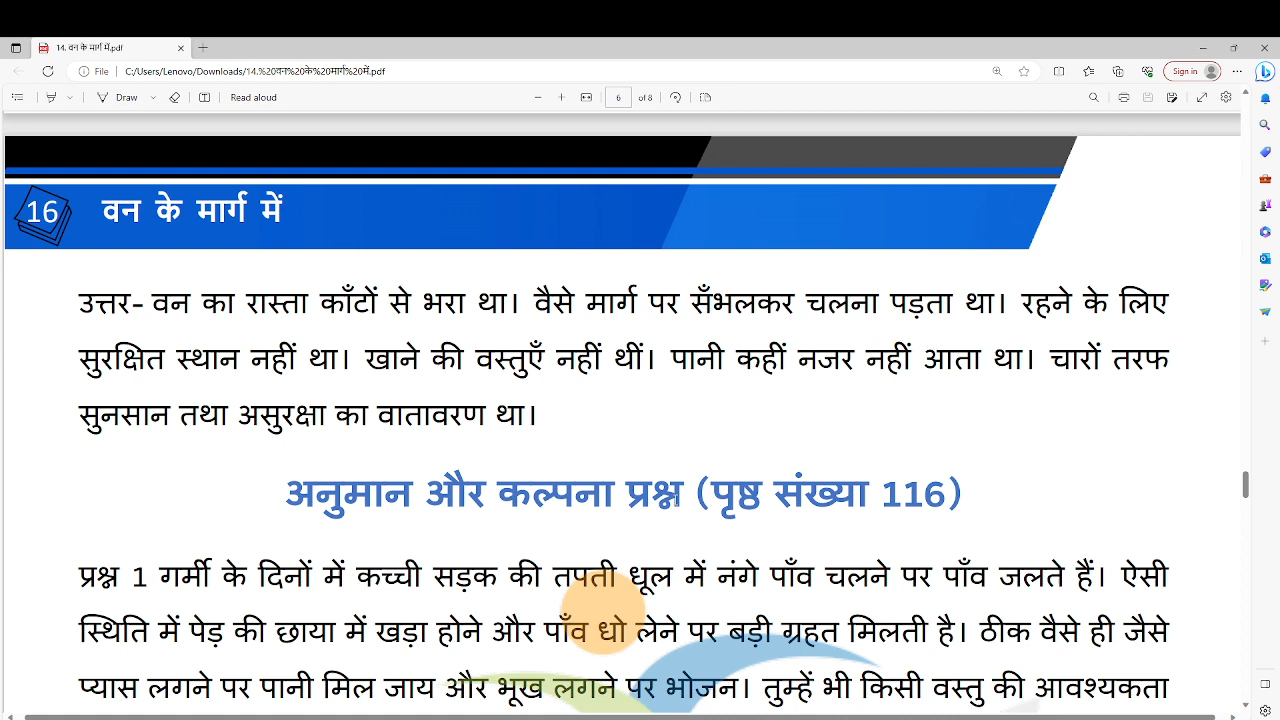 14. वन के मार्ग में.pdf
File C:/Users/Lenovo/Downloads/14.%20वन%20के%20मार्ग%20में.pdf Sign in
Draw Read aloud 6 of 8
16 वन के मार्ग में
उत्तर- वन का रास्ता काँटों से भरा था। वैसे मार्ग पर सँभलकर चलना पड़ता था। रहने के लिए
सुरक्षित स्थान नहीं था। खाने की वस्तुएँ नहीं थीं। पानी कहीं नजर नहीं आता था। चारों तरफ
सुनसान तथा असुरक्षा का वातावरण था।
अनुमान और कल्पना प्रश्न (पृष्ठ संख्या 116)
प्रश्न 1 गर्मी के दिनों में कच्ची सड़क की तपती धूल में नंगे पाँव चलने पर पाँव जलते हैं। ऐसी
स्थिति में पेड़ की छाया में खड़ा होने और पाँव धो लेने पर बड़ी ग्रहत मिलती है। ठीक वैसे ही जैसे
प्यास लगने पर पानी मिल जाय और भूख लगने पर भोजन। तुम्हें भी किसी वस्तु की आवश्यकता